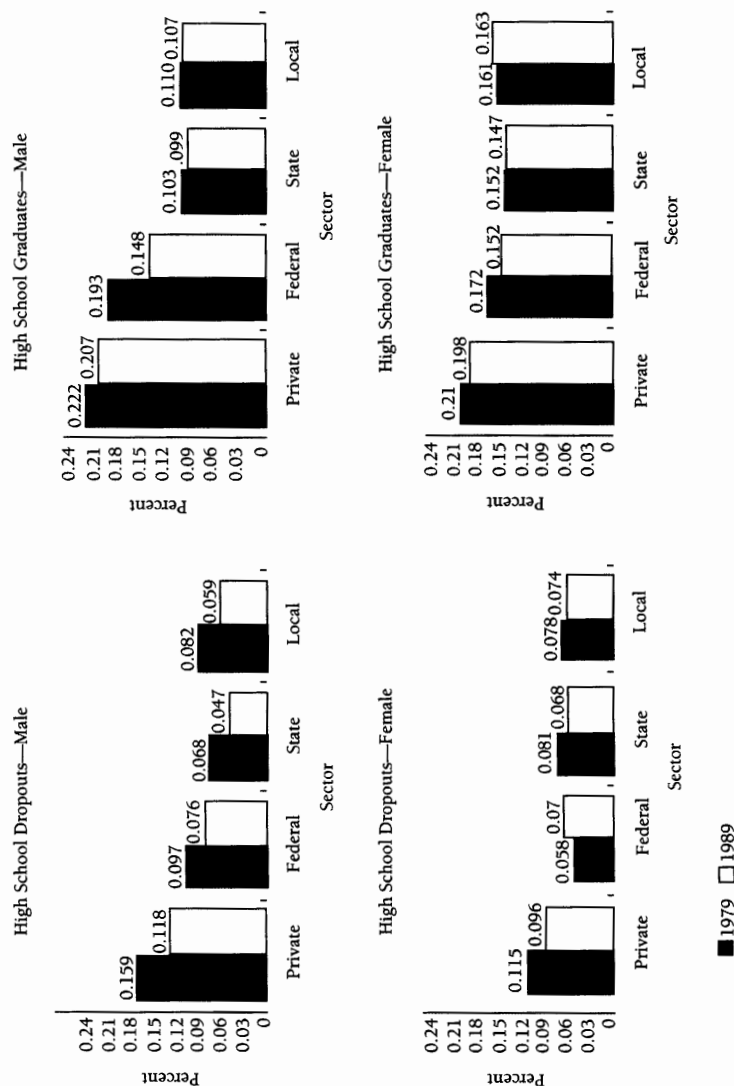 High School Dropouts—Male
Percent
0.24
0.21
0.18
0.15
0.12
0.09
0.06
0.03
0
0.159
0.118
0.097
0.076
0.068
0.047
0.082
0.059
Private
Federal
State
Local
Sector
High School Graduates—Male
Percent
0.24
0.21
0.18
0.15
0.12
0.09
0.06
0.03
0
0.222
0.207
0.193
0.148
0.103
.099
0.110
0.107
Private
Federal
State
Local
Sector
High School Dropouts—Female
Percent
0.24
0.21
0.18
0.15
0.12
0.09
0.06
0.03
0
0.115
0.096
0.058
0.07
0.081
0.068
0.078
0.074
Private
Federal
State
Local
Sector
High School Graduates—Female
Percent
0.24
0.21
0.18
0.15
0.12
0.09
0.06
0.03
0
0.21
0.198
0.172
0.152
0.152
0.147
0.161
0.163
Private
Federal
State
Local
Sector
1979 1989